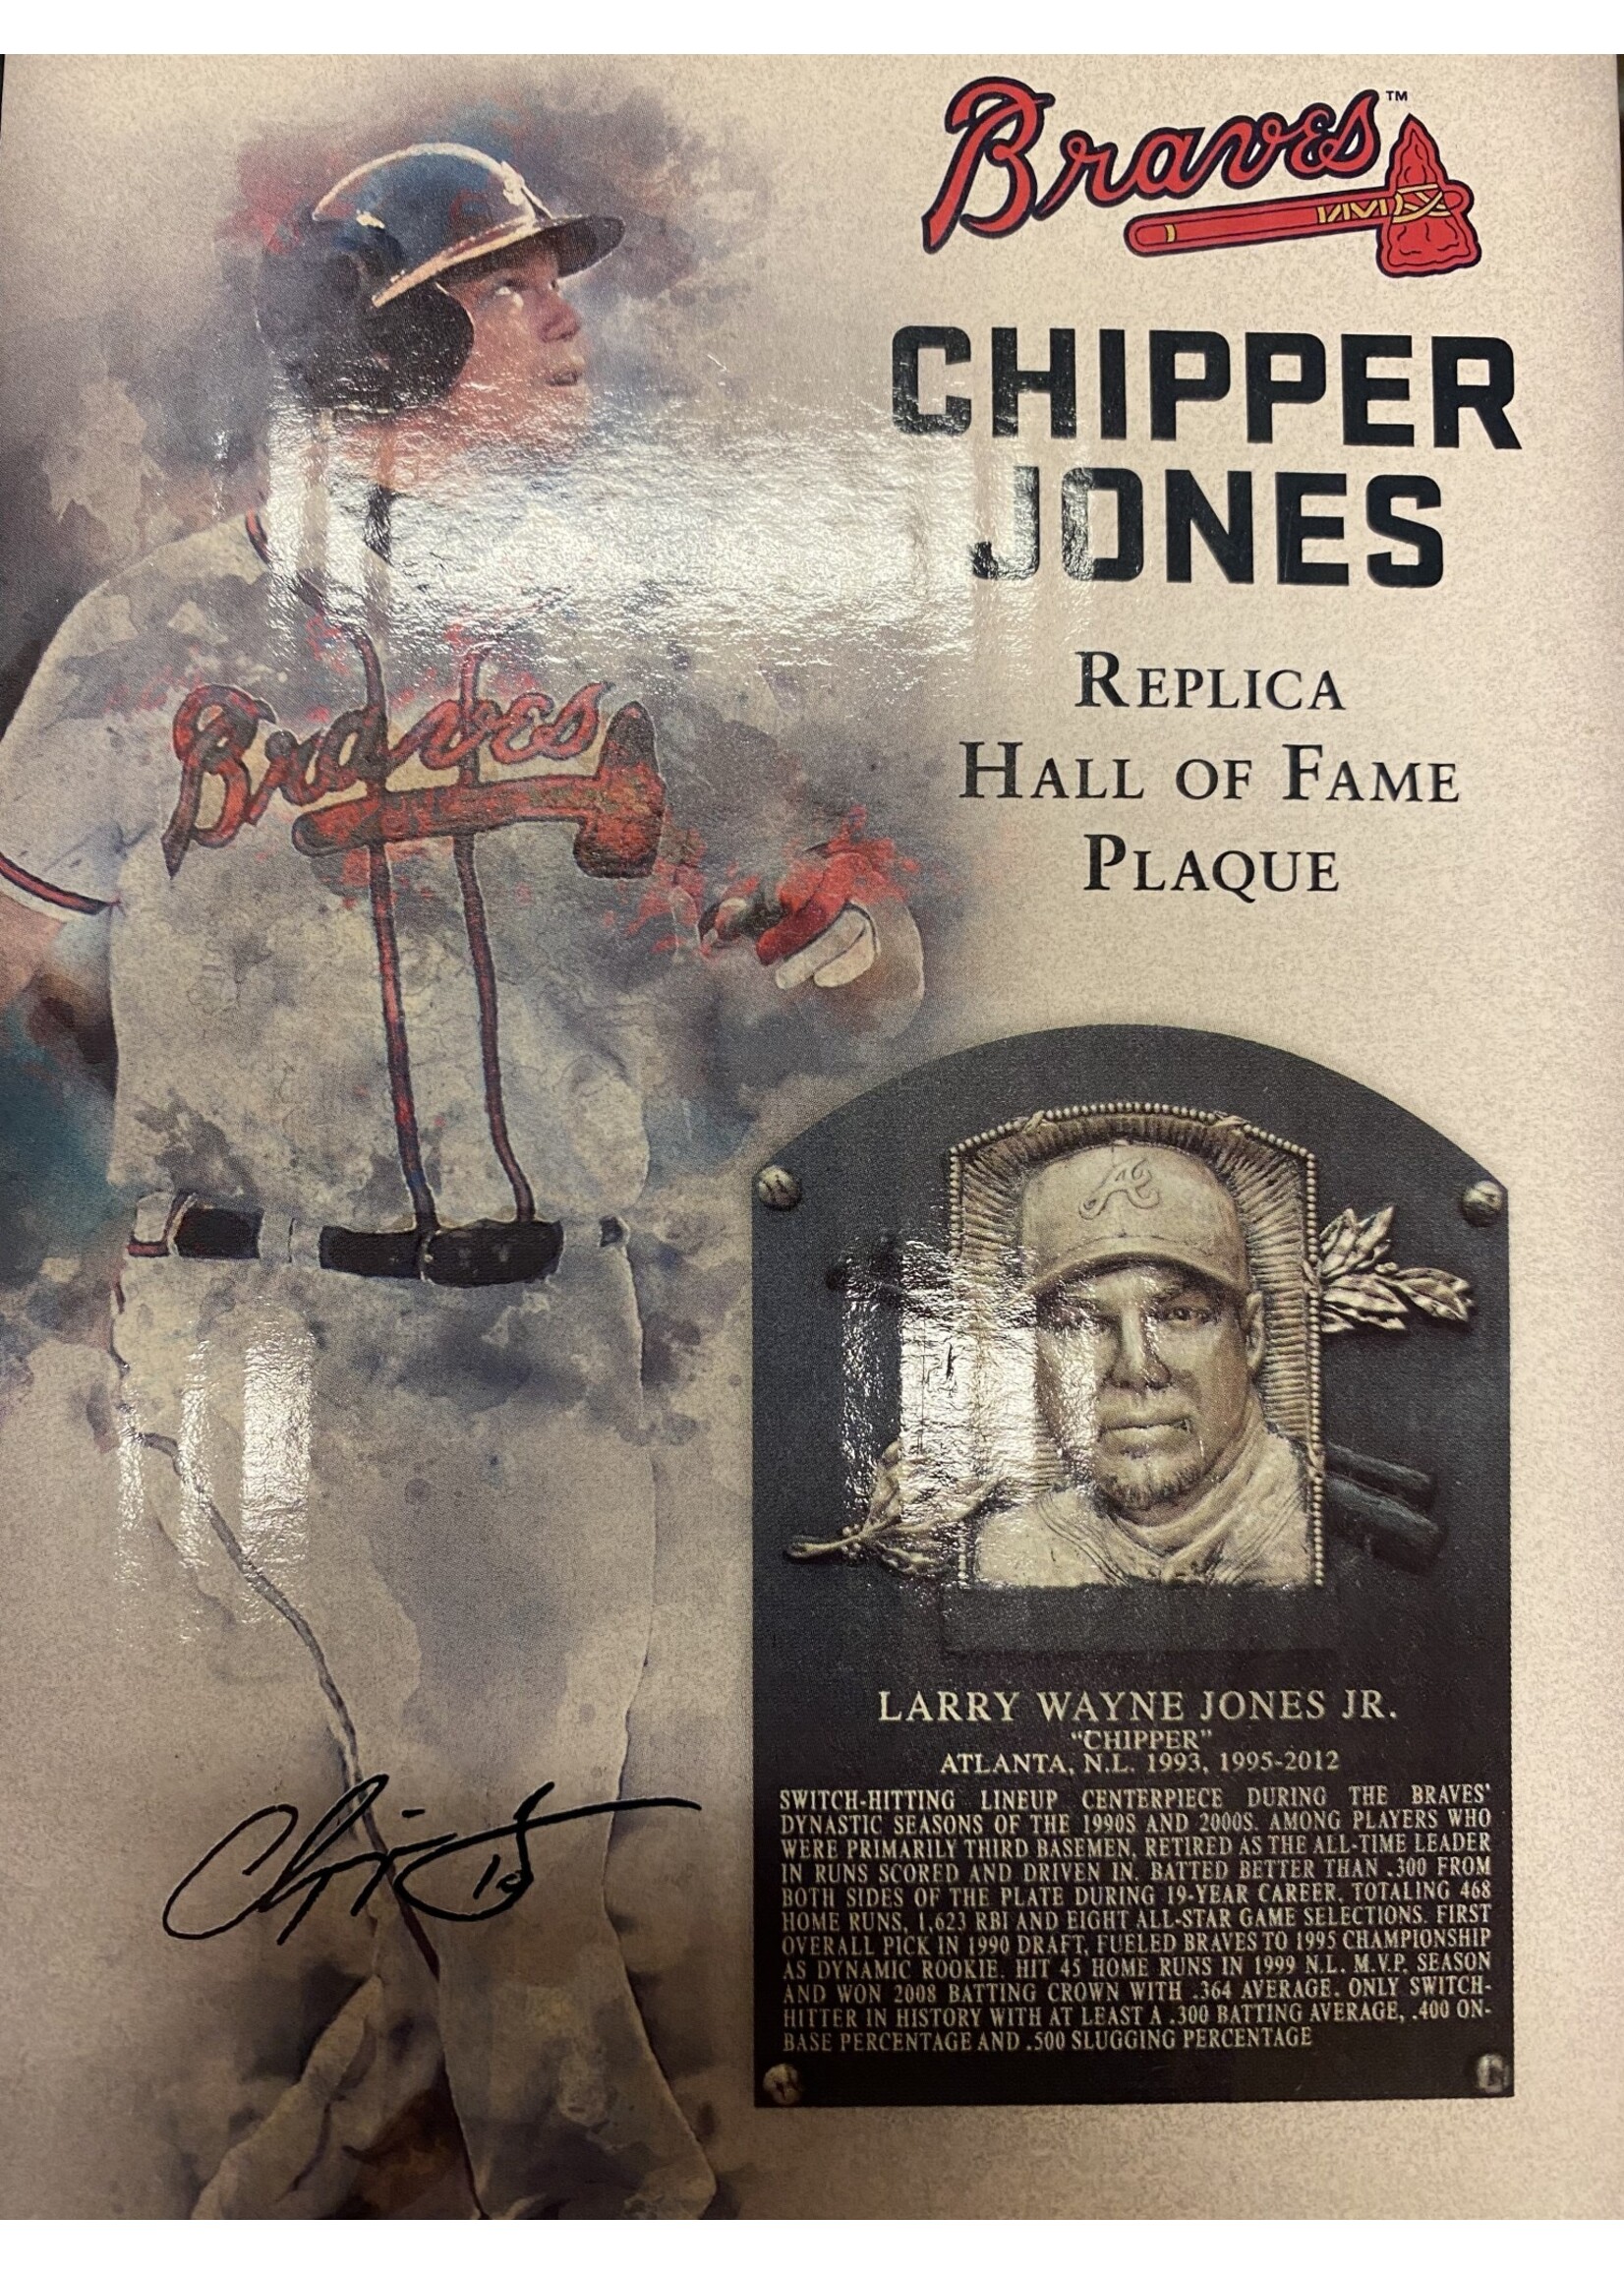 Braves™
CHIPPER
JONES
REPLICA
HALL OF FAME
PLAQUE
Braves
A
LARRY WAYNE JONES JR.
"CHIPPER"
ATLANTA, N.L. 1993, 1995-2012
SWITCH-HITTING LINEUP CENTERPIECE DURING THE BRAVES'
DYNASTIC SEASONS OF THE 1990S AND 2000S. AMONG PLAYERS WHO
WERE PRIMARILY THIRD BASEMEN, RETIRED AS THE ALL-TIME LEADER
IN RUNS SCORED AND DRIVEN IN. BATTED BETTER THAN .300 FROM
BOTH SIDES OF THE PLATE DURING 19-YEAR CAREER, TOTALING 468
HOME RUNS, 1,623 RBI AND EIGHT ALL-STAR GAME SELECTIONS. FIRST
OVERALL PICK IN 1990 DRAFT, FUELED BRAVES TO 1995 CHAMPIONSHIP
AS DYNAMIC ROOKIE. HIT 45 HOME RUNS IN 1999 N.L. M.V.P. SEASON
AND WON 2008 BATTING CROWN WITH .364 AVERAGE. ONLY SWITCH-
HITTER IN HISTORY WITH AT LEAST A .300 BATTING AVERAGE, .400 ON-
BASE PERCENTAGE AND .500 SLUGGING PERCENTAGE